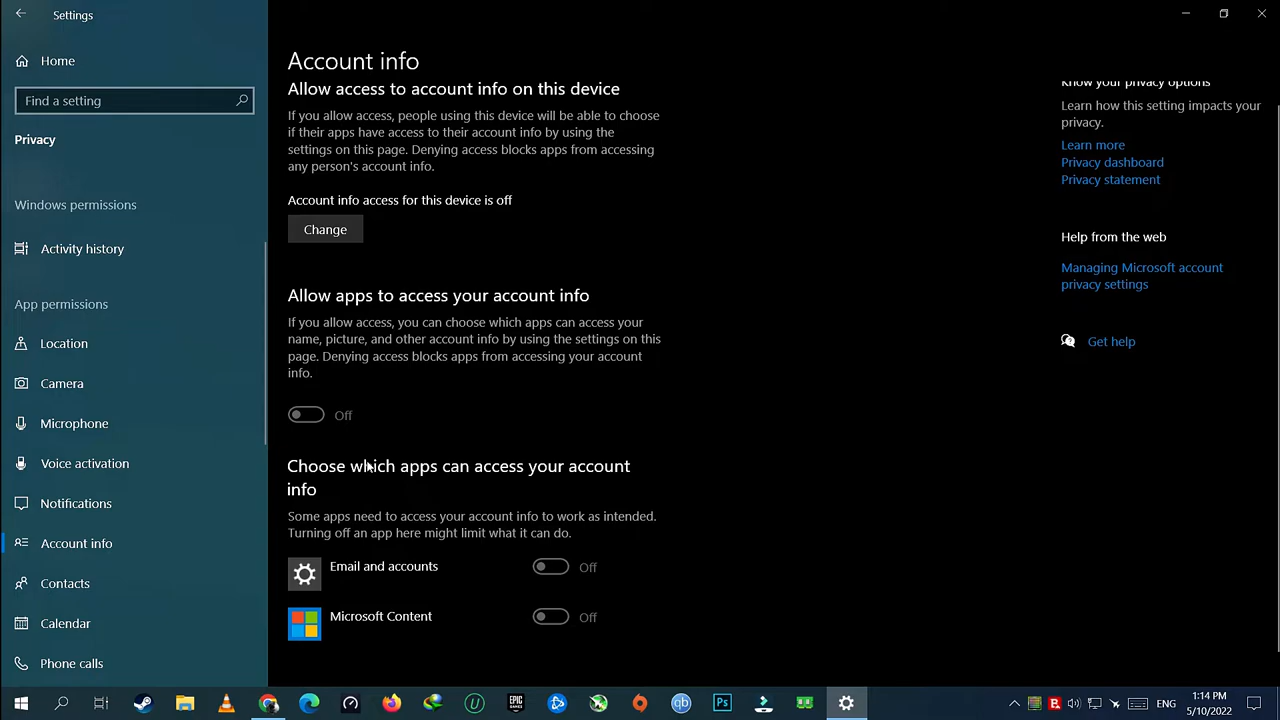 Settings
Home
Find a setting
Privacy
Windows permissions
Activity history
App permissions
Location
Camera
Microphone
Voice activation
Notifications
Account info
Contacts
Calendar
Phone calls
Account info
Allow access to account info on this device
If you allow access, people using this device will be able to choose
if their apps have access to their account info by using the
settings on this page. Denying access blocks apps from accessing
any person's account info.
Account info access for this device is off
Change
Allow apps to access your account info
If you allow access, you can choose which apps can access your
name, picture, and other account info by using the settings on this
page. Denying access blocks apps from accessing your account
info.
Off
Choose which apps can access your account
info
Some apps need to access your account info to work as intended.
Turning off an app here might limit what it can do.
Email and accounts
Off
Microsoft Content
Off
Know your privacy options
Learn how this setting impacts your
privacy.
Learn more
Privacy dashboard
Privacy statement
Help from the web
Managing Microsoft account
privacy settings
Get help
EPIC
GAMES
qb
Ps
ENG
1:14 PM
5/10/2022